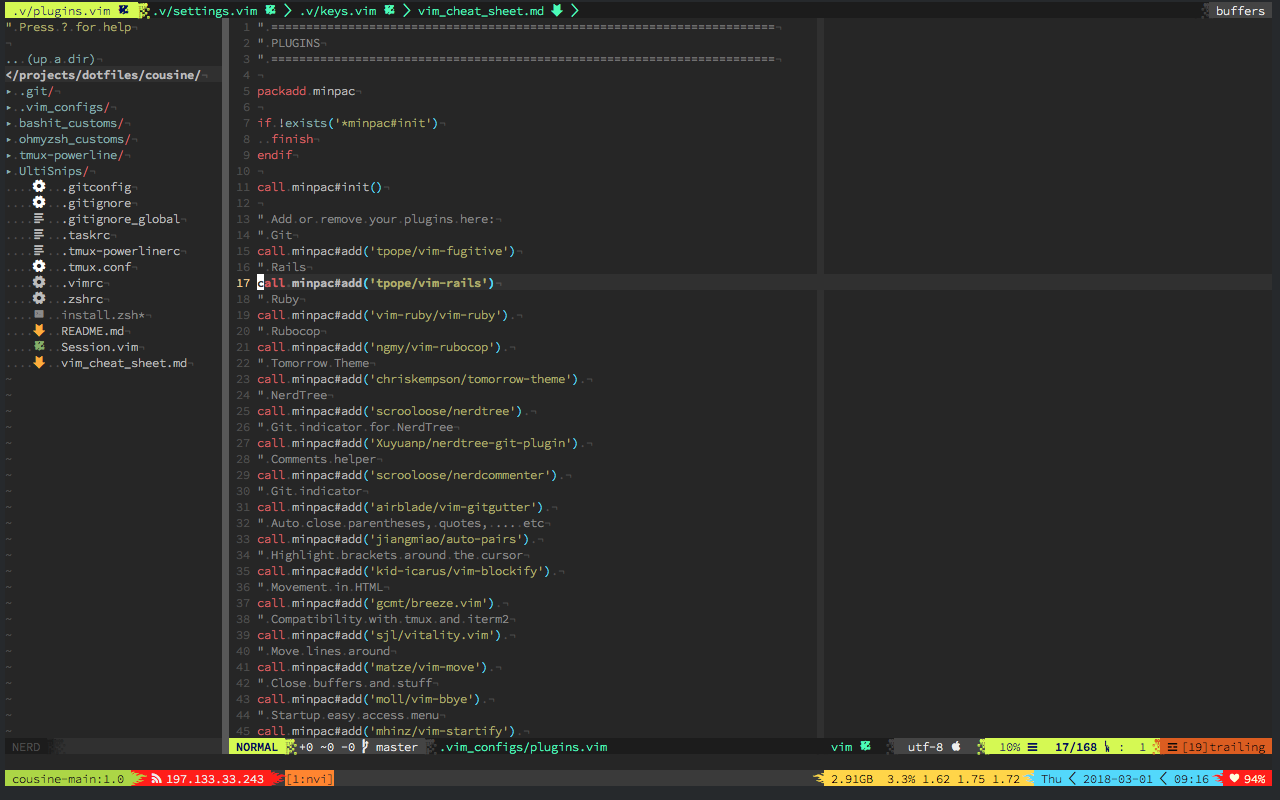 .v/plugins.vim .v/settings.vim .v/keys.vim vim_cheat_sheet.md buffers
" Press ? for help
.. (up a dir)
</projects/dotfiles/cousine/
▸ .git/
▸ .vim_configs/
▸ bashit_customs/
▸ ohmyzsh_customs/
▸ tmux-powerline/
▸ UltiSnips/
.gitconfig
.gitignore
.gitignore_global
.taskrc
.tmux-powerlinerc
.tmux.conf
.vimrc
.zshrc
install.zsh*
README.md
Session.vim
vim_cheat_sheet.md
1 " ======================================================================
2 " PLUGINS
3 " ======================================================================
4
5 packadd minpac
6
7 if !exists('*minpac#init')
8 finish
9 endif
10
11 call minpac#init()
12
13 " Add or remove your plugins here:
14 " Git
15 call minpac#add('tpope/vim-fugitive')
16 " Rails
17 call minpac#add('tpope/vim-rails')
18 " Ruby
19 call minpac#add('vim-ruby/vim-ruby')
20 " Rubocop
21 call minpac#add('ngmy/vim-rubocop')
22 " Tomorrow Theme
23 call minpac#add('chriskempson/tomorrow-theme')
24 " NerdTree
25 call minpac#add('scrooloose/nerdtree')
26 " Git indicator for NerdTree
27 call minpac#add('Xuyuanp/nerdtree-git-plugin')
28 " Comments helper
29 call minpac#add('scrooloose/nerdcommenter')
30 " Git indicator
31 call minpac#add('airblade/vim-gitgutter')
32 " Auto close parentheses, quotes, ... etc
33 call minpac#add('jiangmiao/auto-pairs')
34 " Highlight brackets around the cursor
35 call minpac#add('kid-icarus/vim-blockify')
36 " Movement in HTML
37 call minpac#add('gcmt/breeze.vim')
38 " Compatibility with tmux and iterm2
39 call minpac#add('sjl/vitality.vim')
40 " Move lines around
41 call minpac#add('matze/vim-move')
42 " Close buffers and stuff
43 call minpac#add('moll/vim-bbye')
44 " Startup easy access menu
45 call minpac#add('mhinz/vim-startify')
NERD NORMAL +0 ~0 -0 master .vim_configs/plugins.vim vim utf-8 10% 17/168 : 1 [19]trailing
cousine-main:1.0 197.133.33.243 [1:nvi] 2.91GB 3.3% 1.62 1.75 1.72 Thu 2018-03-01 09:16 94%